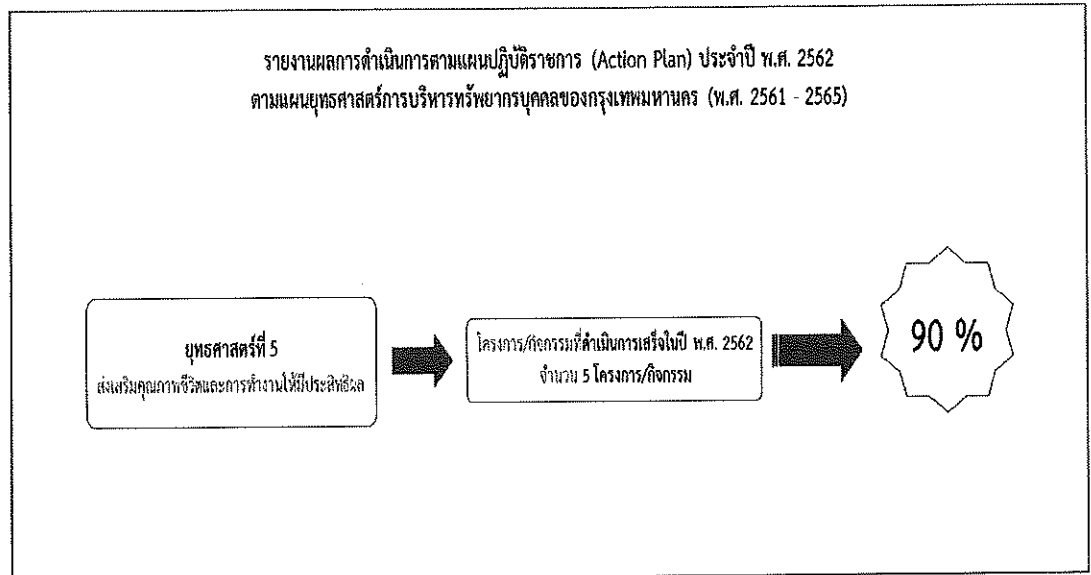 รายงานผลการดำเนินการตามแผนปฏิบัติราชการ (Action Plan) ประจำปี พ.ศ. 2562
ตามแผนยุทธศาสตร์การบริหารทรัพยากรบุคคลของกรุงเทพมหานคร (พ.ศ. 2561 - 2565)
ยุทธศาสตร์ที่ 5
ส่งเสริมคุณภาพชีวิตและการทำงานให้มีประสิทธิผล
โครงการ/กิจกรรมที่ดำเนินการเสร็จในปี พ.ศ. 2562
จำนวน 5 โครงการ/กิจกรรม
90 %